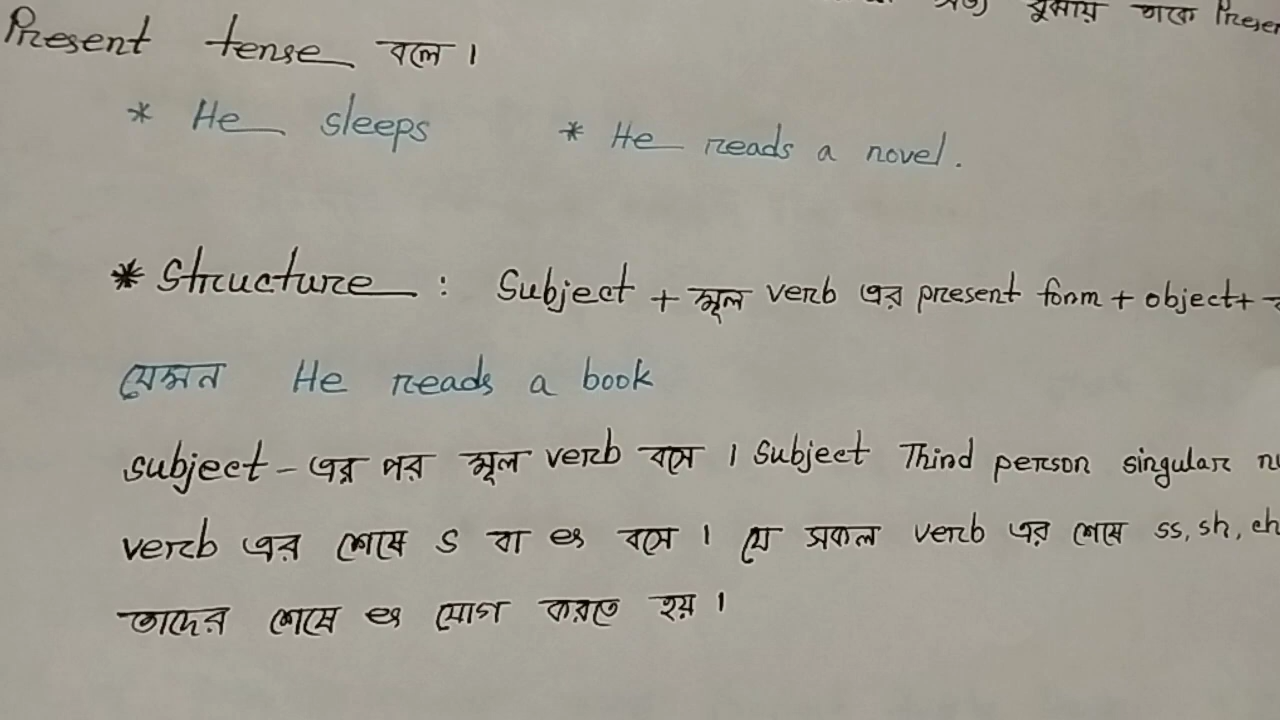 বুঝায় তাকে Presen
Present tense বলে ।
* He sleeps * He reads a novel.
* Structure : Subject + মূল verb এর present form + object +
যেমন He reads a book
subject - এর পর মূল verb বসে । Subject Third person singular nu
verb এর শেষে s বা es বসে । যে সকল verb এর শেষে ss, sh, ch
তাদের শেষে es যোগ করতে হয় ।